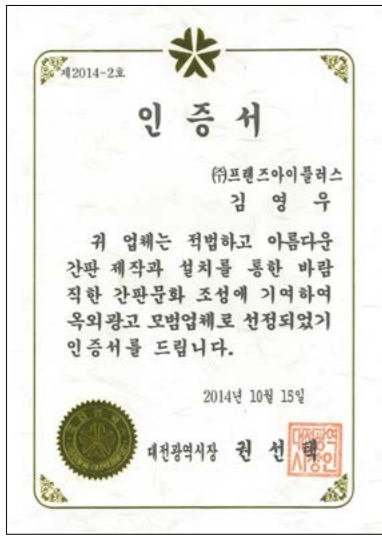 제2014-2호
인증서
㈜프랜즈아이플러스
김영우
귀 업체는 적법하고 아름다운
간판 제작과 설치를 통한 바람
직한 간판문화 조성에 기여하여
옥외광고 모범업체로 선정되었기
인증서를 드립니다.
2014년 10월 15일
대전광역시장 권선택
대전광역
시장인